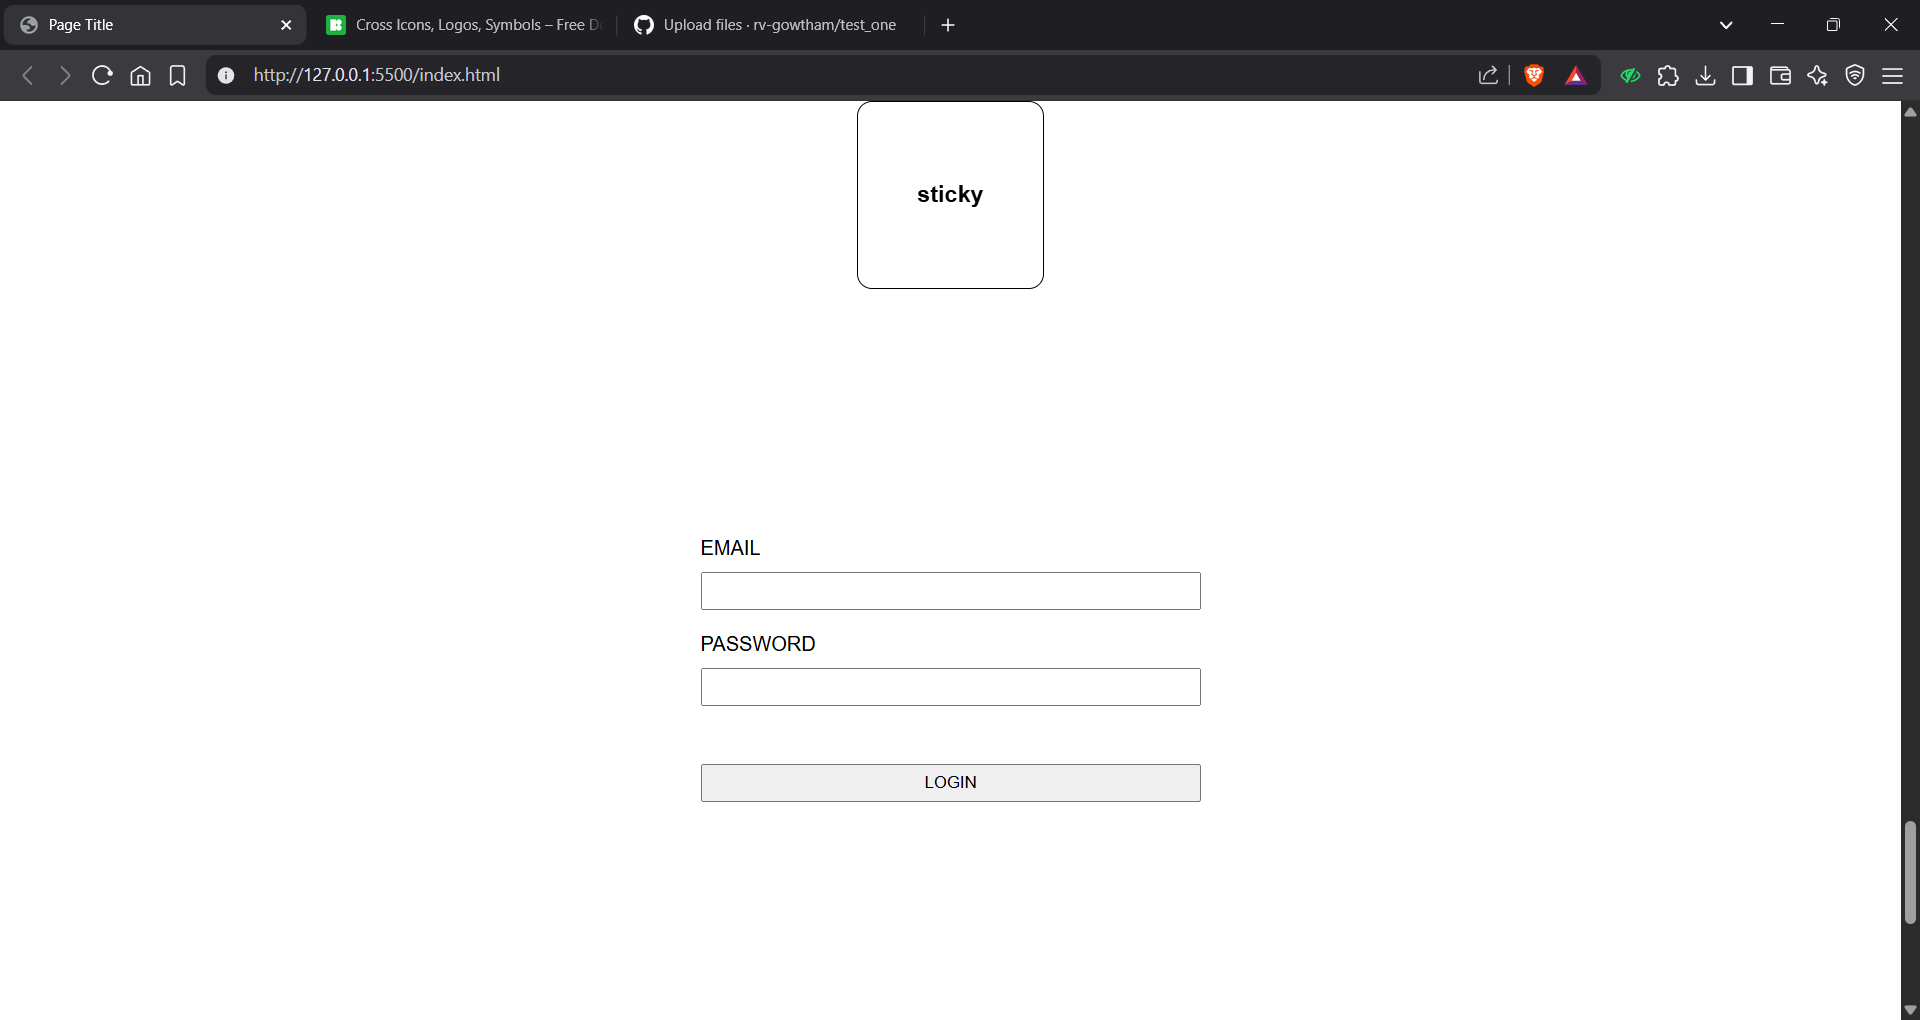 Page Title
Cross Icons, Logos, Symbols – Free D
Upload files · rv-gowtham/test_one
http://127.0.0.1:5500/index.html
sticky
EMAIL
PASSWORD
LOGIN